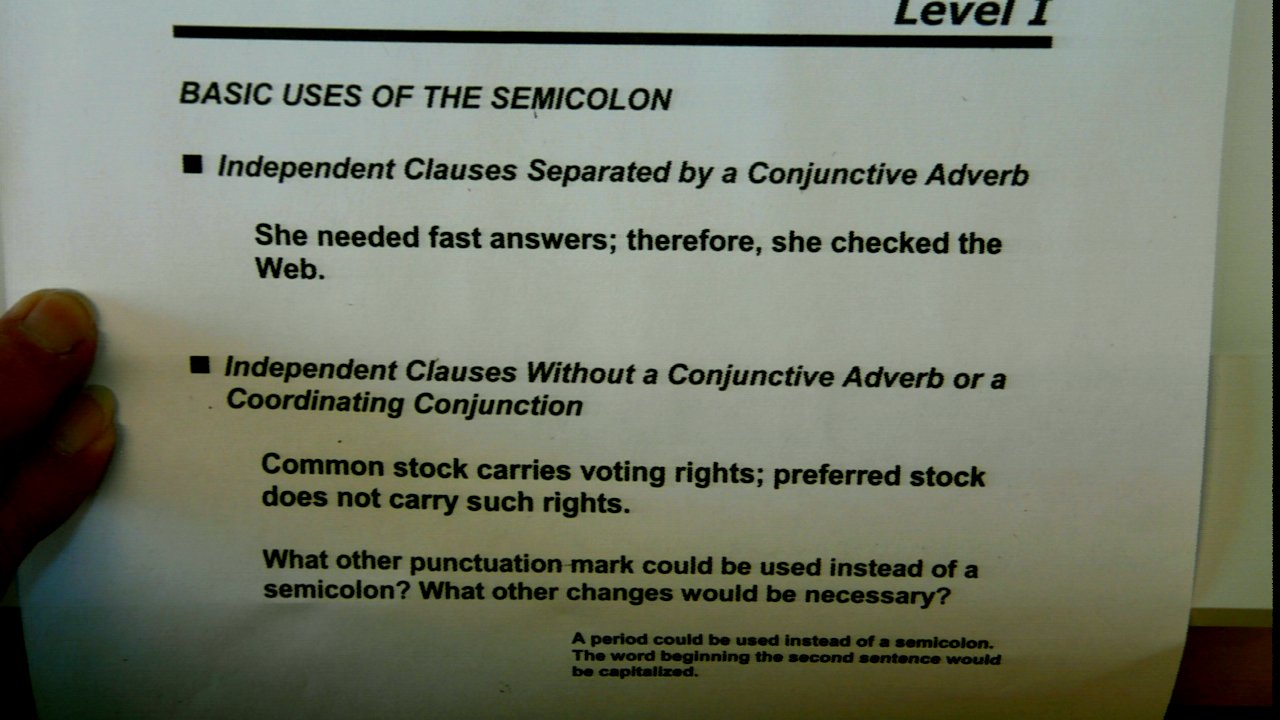 Level I
BASIC USES OF THE SEMICOLON
■ Independent Clauses Separated by a Conjunctive Adverb
She needed fast answers; therefore, she checked the
Web.
■ Independent Clauses Without a Conjunctive Adverb or a
Coordinating Conjunction
Common stock carries voting rights; preferred stock
does not carry such rights.
What other punctuation mark could be used instead of a
semicolon? What other changes would be necessary?
A period could be used instead of a semicolon.
The word beginning the second sentence would
be capitalized.